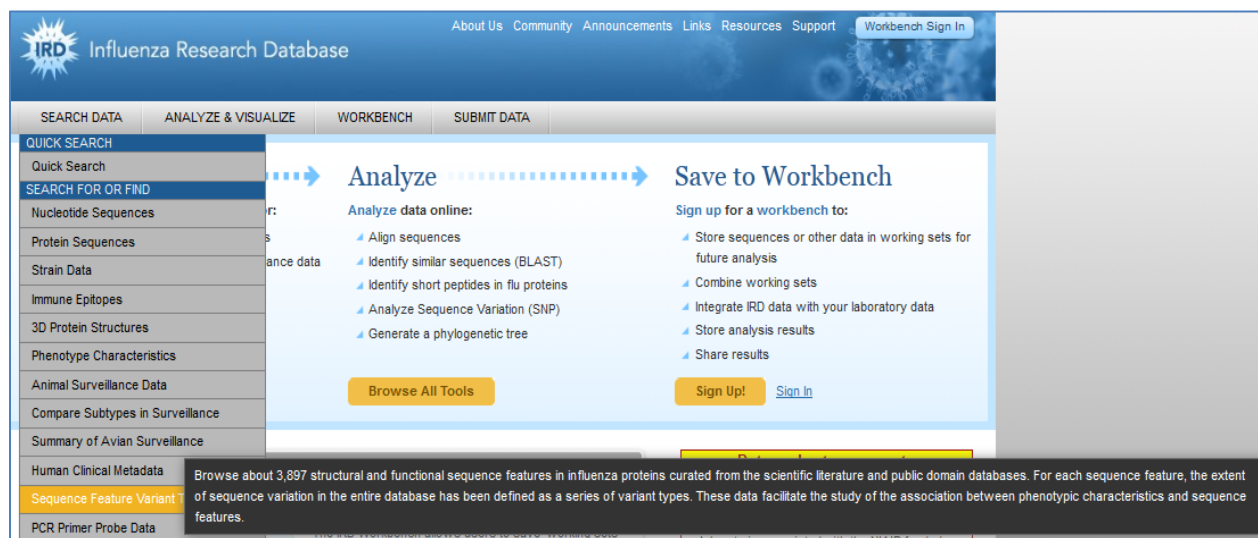 About Us Community Announcements Links Resources Support Workbench Sign In
IRD Influenza Research Database
SEARCH DATA ANALYZE & VISUALIZE WORKBENCH SUBMIT DATA
QUICK SEARCH
Quick Search
SEARCH FOR OR FIND
Nucleotide Sequences
Protein Sequences
Strain Data
Immune Epitopes
3D Protein Structures
Phenotype Characteristics
Animal Surveillance Data
Compare Subtypes in Surveillance
Summary of Avian Surveillance
Human Clinical Metadata
Sequence Feature Variant T
PCR Primer Probe Data
r:
s
ance data
Analyze
Analyze data online:
Align sequences
Identify similar sequences (BLAST)
Identify short peptides in flu proteins
Analyze Sequence Variation (SNP)
Generate a phylogenetic tree
Browse All Tools
Save to Workbench
Sign up for a workbench to:
Store sequences or other data in working sets for
future analysis
Combine working sets
Integrate IRD data with your laboratory data
Store analysis results
Share results
Sign Up! Sign In
Browse about 3,897 structural and functional sequence features in influenza proteins curated from the scientific literature and public domain databases. For each sequence feature, the extent
of sequence variation in the entire database has been defined as a series of variant types. These data facilitate the study of the association between phenotypic characteristics and sequence
features.